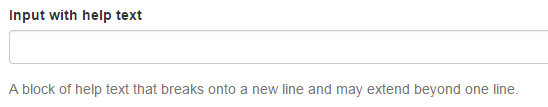 Input with help text
A block of help text that breaks onto a new line and may extend beyond one line.